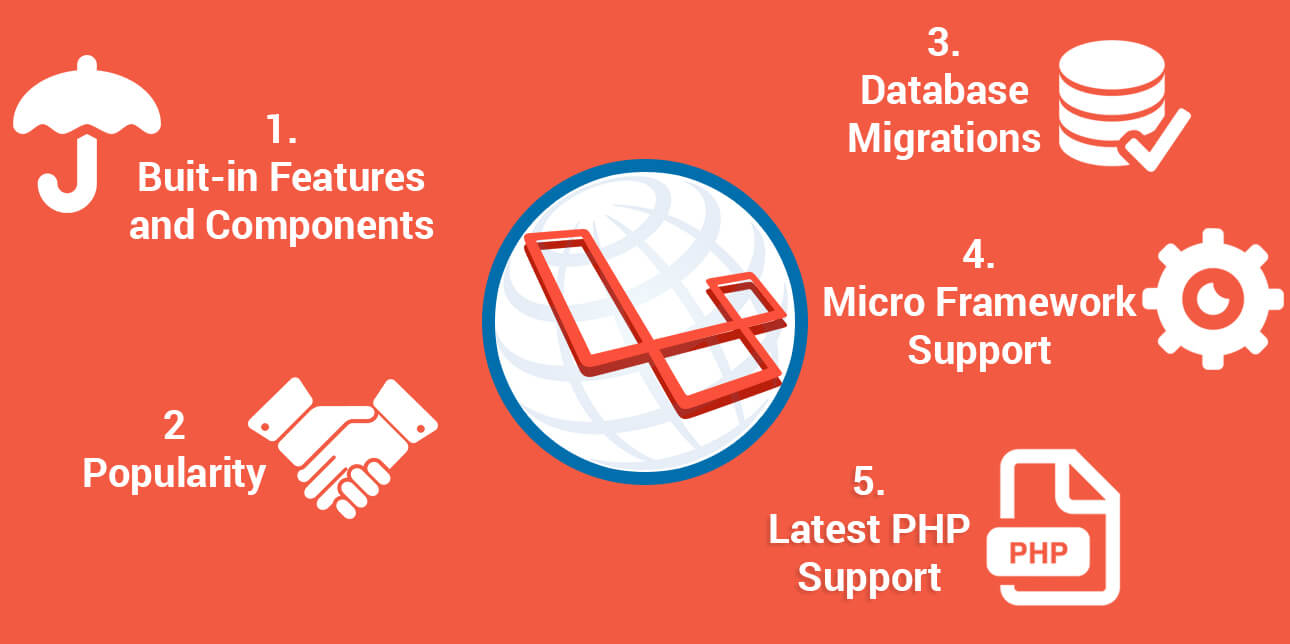 1.
Buit-in Features
and Components
2
Popularity
3.
Database
Migrations
4.
Micro Framework
Support
5.
Latest PHP
Support
PHP